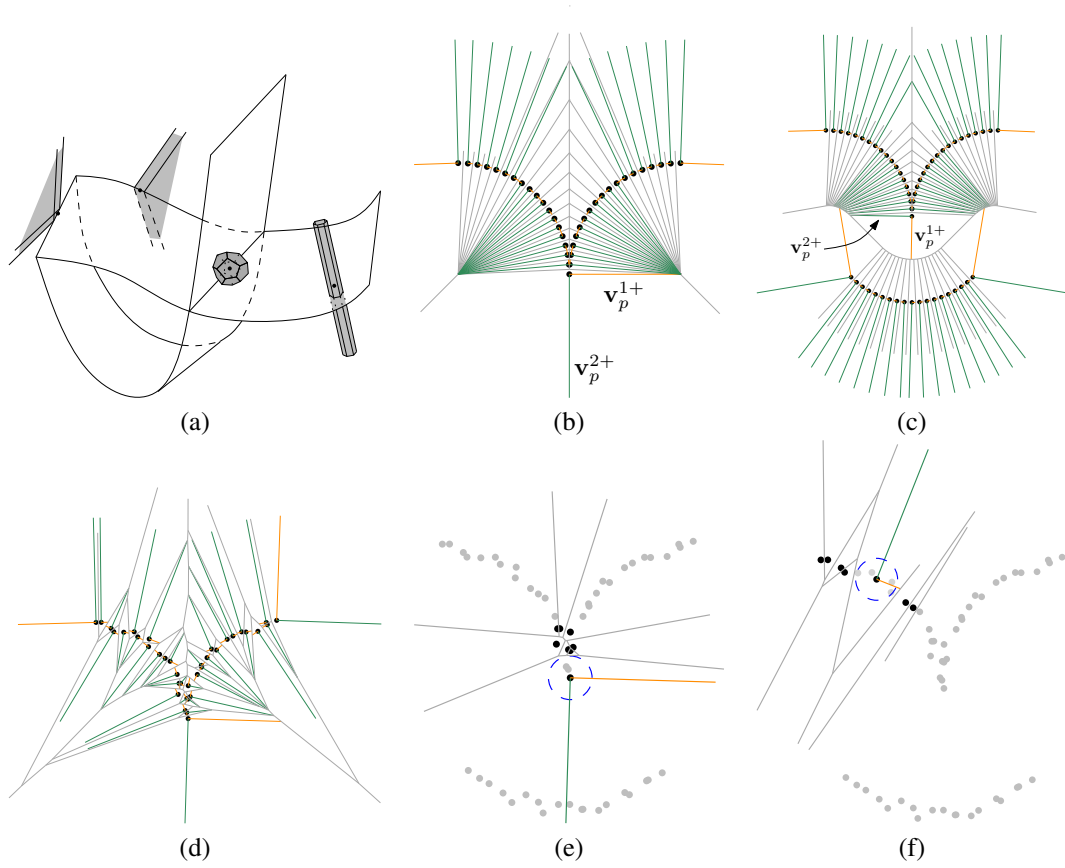 v_p^{1+}
v_p^{2+}
v_p^{1+}
v_p^{2+}
(a)
(b)
(c)
(d)
(e)
(f)